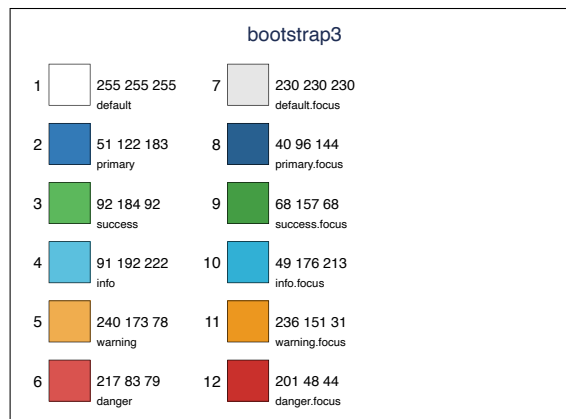 bootstrap3
1 255 255 255
default
2 51 122 183
primary
3 92 184 92
success
4 91 192 222
info
5 240 173 78
warning
6 217 83 79
danger
7 230 230 230
default.focus
8 40 96 144
primary.focus
9 68 157 68
success.focus
10 49 176 213
info.focus
11 236 151 31
warning.focus
12 201 48 44
danger.focus